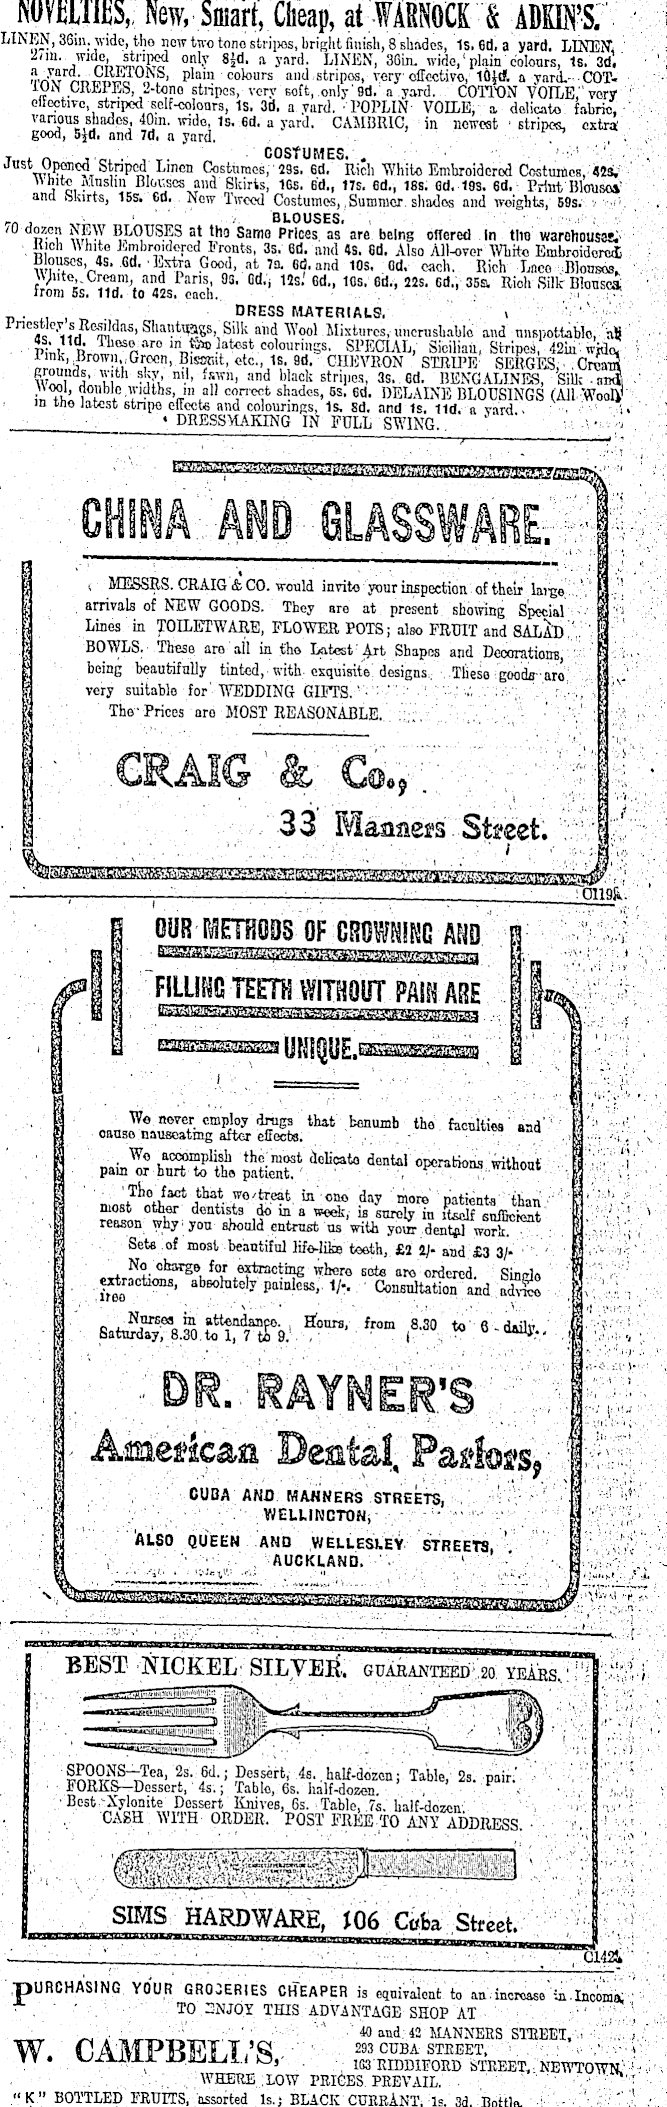 NOVELTIES, New, Smart, Cheap, at WARNOCK & ADKIN'S.
LINEN, 36in. wide, the new two tone stripes, bright finish, 8 shades, 1s. 6d. a yard. LINEN,
27in. wide, striped only 8½d. a yard. LINEN, 36in. wide, plain colours, 1s. 3d.
a yard. CRETONS, plain colours and stripes, very effective, 10½d. a yard. COT-
TON CREPES, 2-tone stripes, very soft, only 9d. a yard. COTTON VOILE, very
effective, striped self-colours, 1s. 3d. a yard. POPLIN VOILE, a delicate fabric,
various shades, 40in. wide, 1s. 6d. a yard. CAMBRIC, in newest stripes, extra
good, 5½d. and 7d. a yard.
COSTUMES.
Just Opened Striped Linen Costumes, 29s. 6d. Rich White Embroidered Costumes, 42s.
White Muslin Blouses and Skirts, 16s. 6d., 17s. 6d., 18s. 6d. 19s. 6d. Print Blouses
and Skirts, 15s. 6d. New Tweed Costumes, Summer shades and weights, 59s.
BLOUSES.
70 dozen NEW BLOUSES at the Same Prices as are being offered in the warehouses.
Rich White Embroidered Fronts, 3s. 6d. and 4s. 6d. Also All-over White Embroidered
Blouses, 4s. 6d. Extra Good, at 7s. 6d. and 10s. 6d. each. Rich Lace Blouses,
White, Cream, and Paris, 9s. 6d., 12s. 6d., 16s. 6d., 22s. 6d., 35s. Rich Silk Blouses
from 5s. 11d. to 42s. each.
DRESS MATERIALS.
Priestley's Resildas, Shantungs, Silk and Wool Mixtures, uncrushable and unspottable, at
4s. 11d. These are in the latest colourings. SPECIAL, Sicilian, Stripes, 42in wide,
Pink, Brown, Green, Biscuit, etc., 1s. 9d. CHEVRON STRIPE SERGES, Cream
grounds, with sky, nil, fawn, and black stripes, 3s. 6d. BENGALINES, Silk and
Wool, double widths, in all correct shades, 5s. 6d. DELAINE BLOUSINGS (All Wool)
in the latest stripe effects and colourings, 1s. 8d. and 1s. 11d. a yard.
DRESSMAKING IN FULL SWING.
CHINA AND GLASSWARE.
MESSRS. CRAIG & CO. would invite your inspection of their large
arrivals of NEW GOODS. They are at present showing Special
Lines in TOILETWARE, FLOWER POTS; also FRUIT and SALAD
BOWLS. These are all in the Latest Art Shapes and Decorations,
being beautifully tinted, with exquisite designs. These goods are
very suitable for WEDDING GIFTS.
The Prices are MOST REASONABLE.
CRAIG & Co.,
33 Manners Street.
C1195
OUR METHODS OF CROWNING AND
FILLING TEETH WITHOUT PAIN ARE
UNIQUE.
We never employ drugs that benumb the faculties and
cause nauseating after effects.
We accomplish the most delicate dental operations without
pain or hurt to the patient.
The fact that we treat in one day more patients than
most other dentists do in a week, is surely in itself sufficient
reason why you should entrust us with your dental work.
Sets of most beautiful life-like teeth, £2 2/- and £3 3/-
No charge for extracting where sets are ordered. Single
extractions, absolutely painless, 1/-. Consultation and advice
free
Nurses in attendance. Hours, from 8.30 to 6 daily.
Saturday, 8.30 to 1, 7 to 9.
DR. RAYNER'S
American Dental Parlors,
CUBA AND MANNERS STREETS,
WELLINGTON,
ALSO QUEEN AND WELLESLEY STREETS,
AUCKLAND.
BEST NICKEL SILVER. GUARANTEED 20 YEARS.
SPOONS—Tea, 2s. 6d.; Dessert, 4s. half-dozen; Table, 2s. pair.
FORKS—Dessert, 4s.; Table, 6s. half-dozen.
Best Xylonite Dessert Knives, 6s. Table, 7s. half-dozen.
CASH WITH ORDER. POST FREE TO ANY ADDRESS.
SIMS HARDWARE, 106 Cuba Street.
PURCHASING YOUR GROCERIES CHEAPER is equivalent to an increase in Income.
TO ENJOY THIS ADVANTAGE SHOP AT
W. CAMPBELL'S,
40 and 42 MANNERS STREET,
293 CUBA STREET,
163 RIDDIFORD STREET, NEWTOWN,
WHERE LOW PRICES PREVAIL.
"K" BOTTLED FRUITS, assorted 1s.; BLACK CURRANT, 1s. 3d. Bottle.